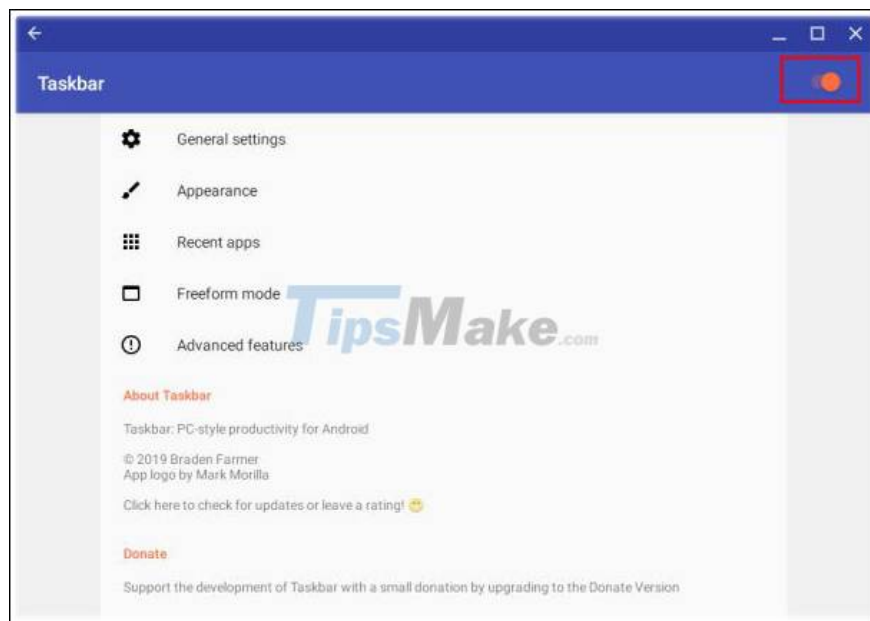 Taskbar
General settings
Appearance
Recent apps
Freeform mode
Advanced features
TipsMake.com
About Taskbar
Taskbar: PC-style productivity for Android
© 2019 Braden Farmer
App logo by Mark Morilla
Click here to check for updates or leave a rating! 😁
Donate
Support the development of Taskbar with a small donation by upgrading to the Donate Version